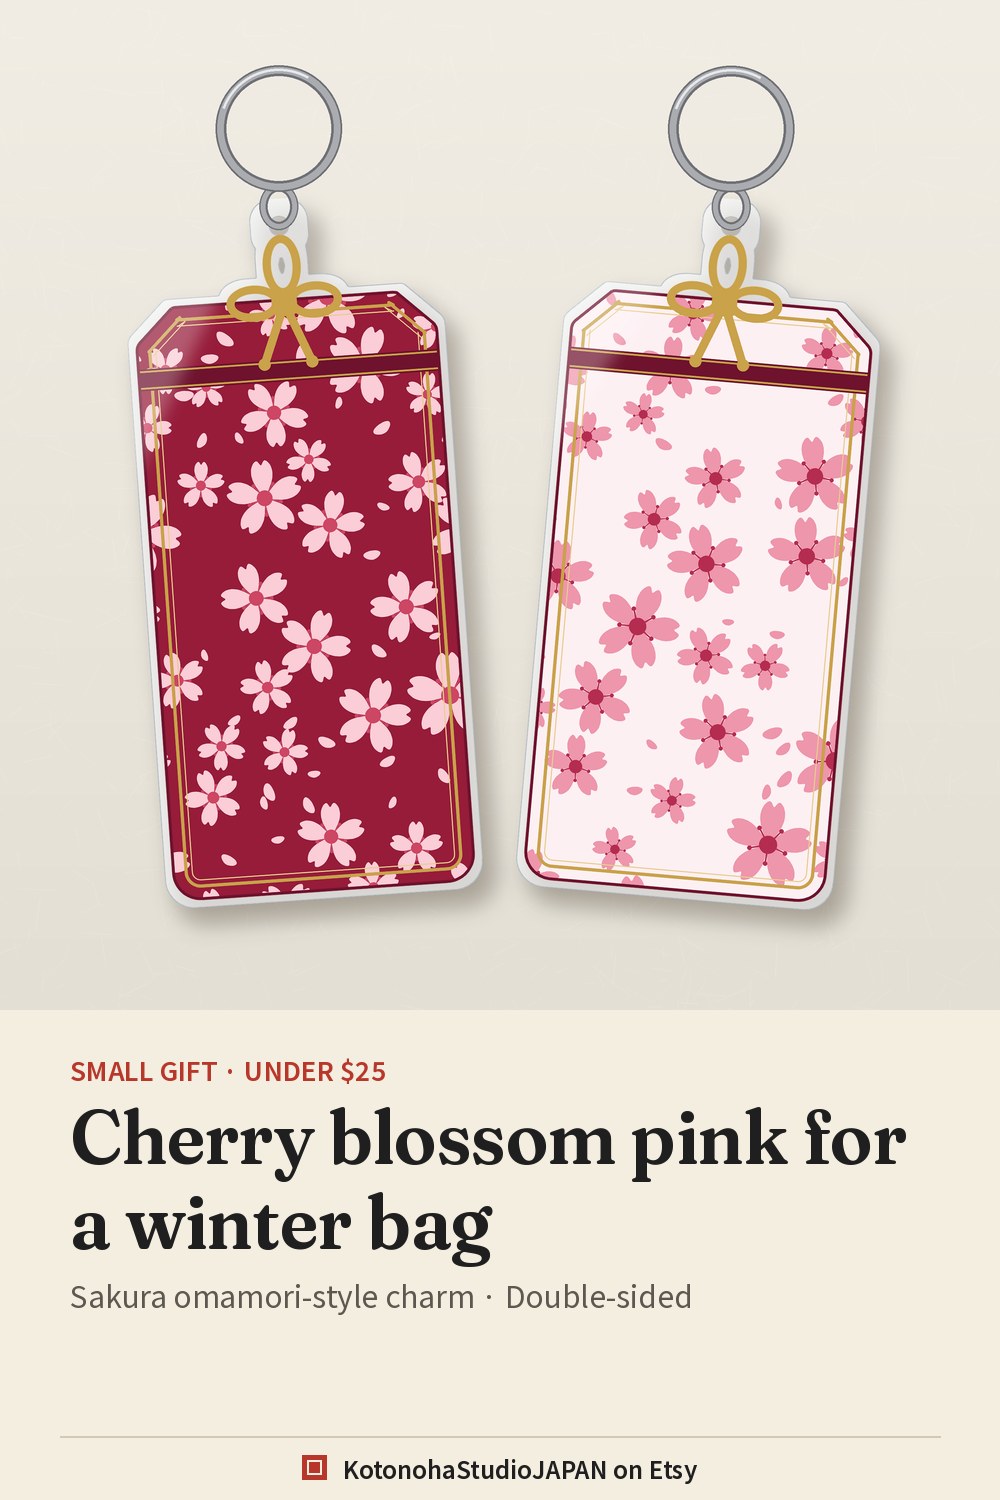 SMALL GIFT · UNDER $25
Cherry blossom pink for
a winter bag
Sakura omamori-style charm · Double-sided
KotonohaStudioJAPAN on Etsy